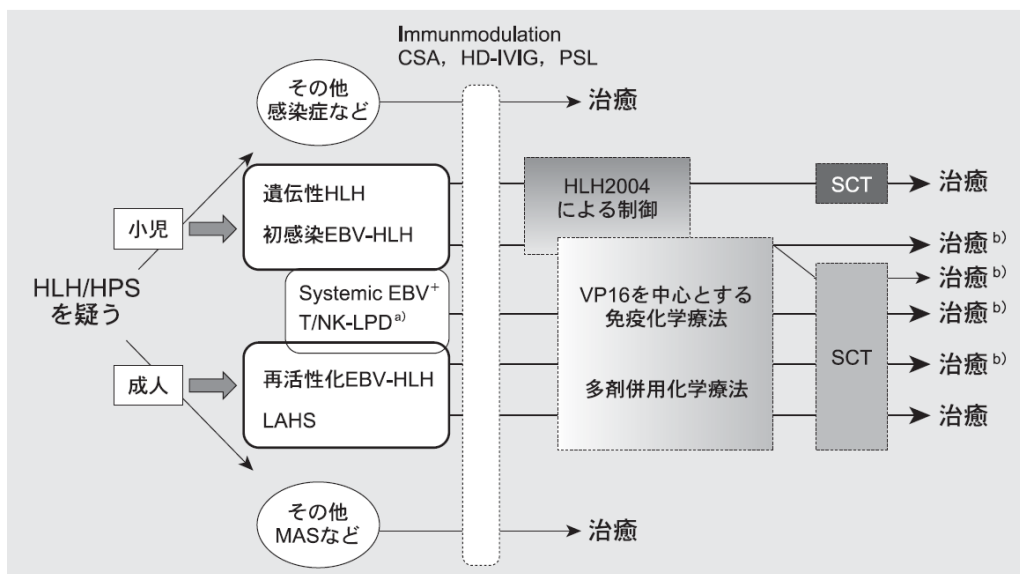 Immunmodulation
CSA, HD-IVIG, PSL
その他
感染症など
治癒
小児
遺伝性HLH
初感染EBV-HLH
HLH2004
による制御
SCT
治癒
HLH/HPS
を疑う
Systemic EBV⁺
T/NK-LPDᵃ⁾
VP16を中心とする
免疫化学療法
多剤併用化学療法
SCT
治癒ᵇ⁾
治癒ᵇ⁾
治癒ᵇ⁾
治癒ᵇ⁾
治癒
成人
再活性化EBV-HLH
LAHS
その他
MASなど
治癒